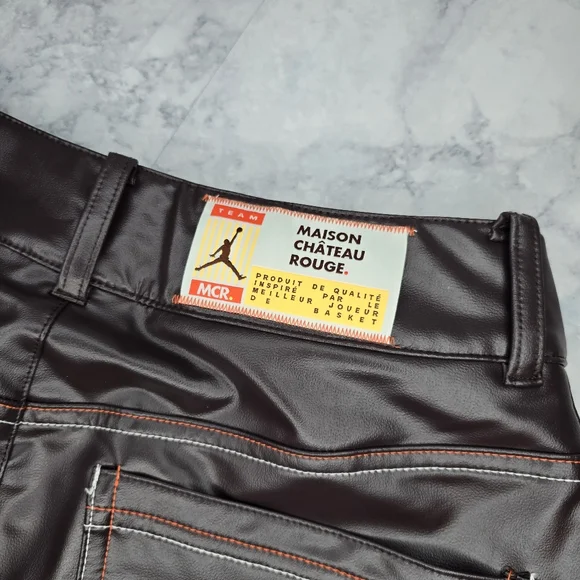 TEAM
MCR.
MAISON
CHÂTEAU
ROUGE.
PRODUIT DE QUALITÉ
INSPIRÉ PAR LE
MEILLEUR JOUEUR
DE BASKET